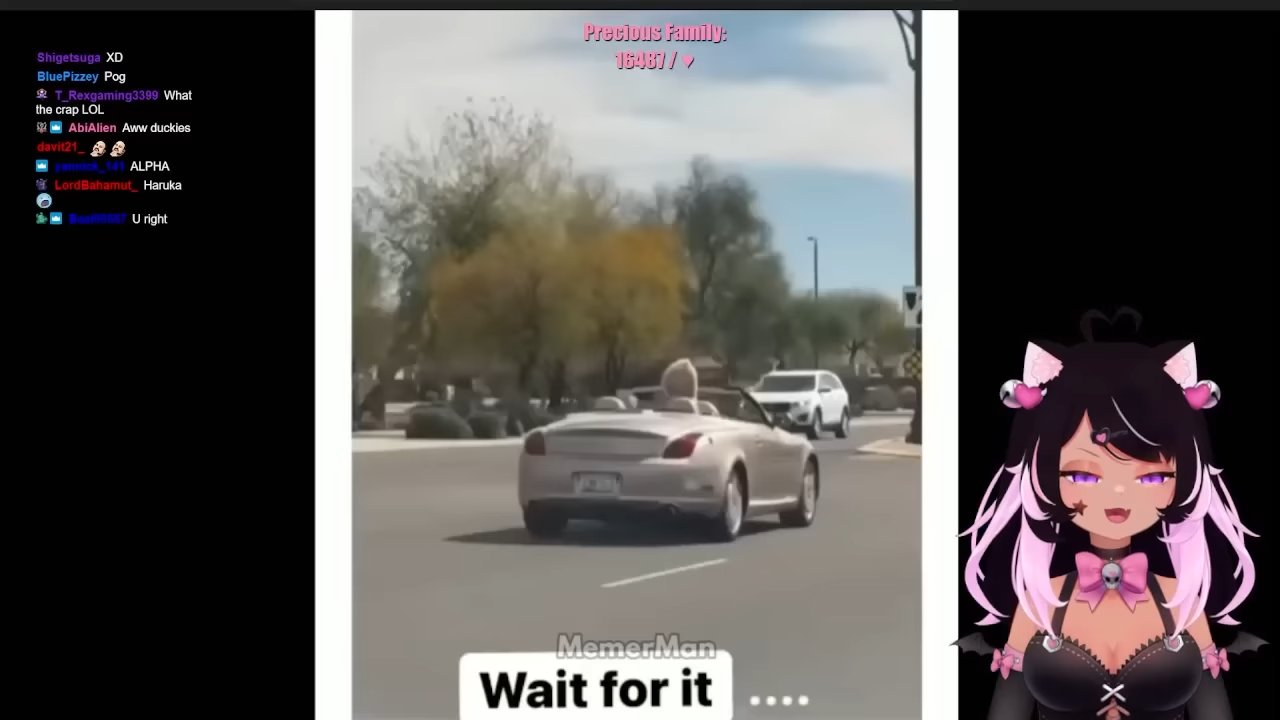 Precious Family:
16487 / ♥
Shigetsuga XD
BluePizzey Pog
T_Rexgaming3399 What
the crap LOL
AbiAlien Aww duckies
davit21_
yannick_141 ALPHA
LordBahamut_ Haruka
U right
MemerMan
Wait for it ....